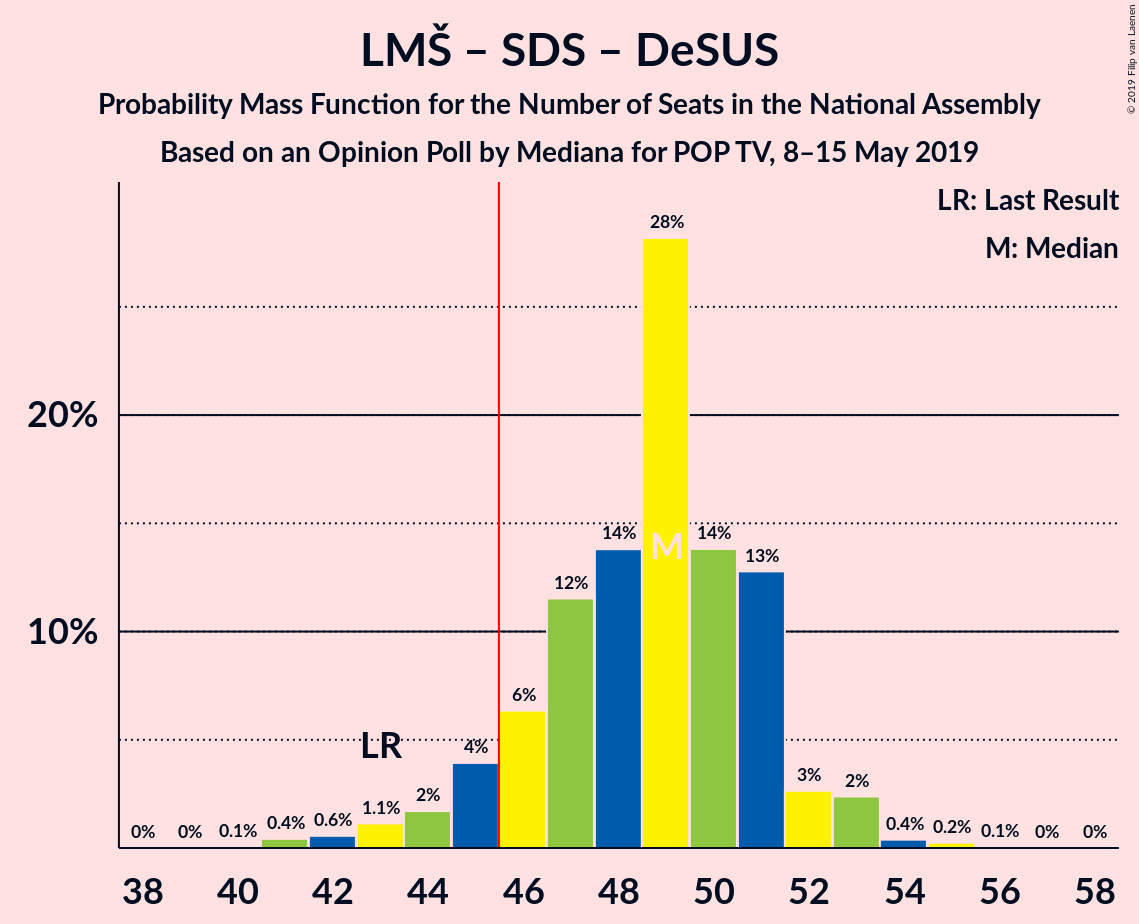 LMŠ – SDS – DeSUS
Probability Mass Function for the Number of Seats in the National Assembly
Based on an Opinion Poll by Mediana for POP TV, 8–15 May 2019
© 2019 Filip van Laenen
LR: Last Result
M: Median
20%
10%
0%
0%
0.1%
0.4%
0.6%
1.1%
2%
4%
6%
12%
14%
28%
14%
13%
3%
2%
0.4%
0.2%
0.1%
0%
0%
LR
M
38 40 42 44 46 48 50 52 54 56 58